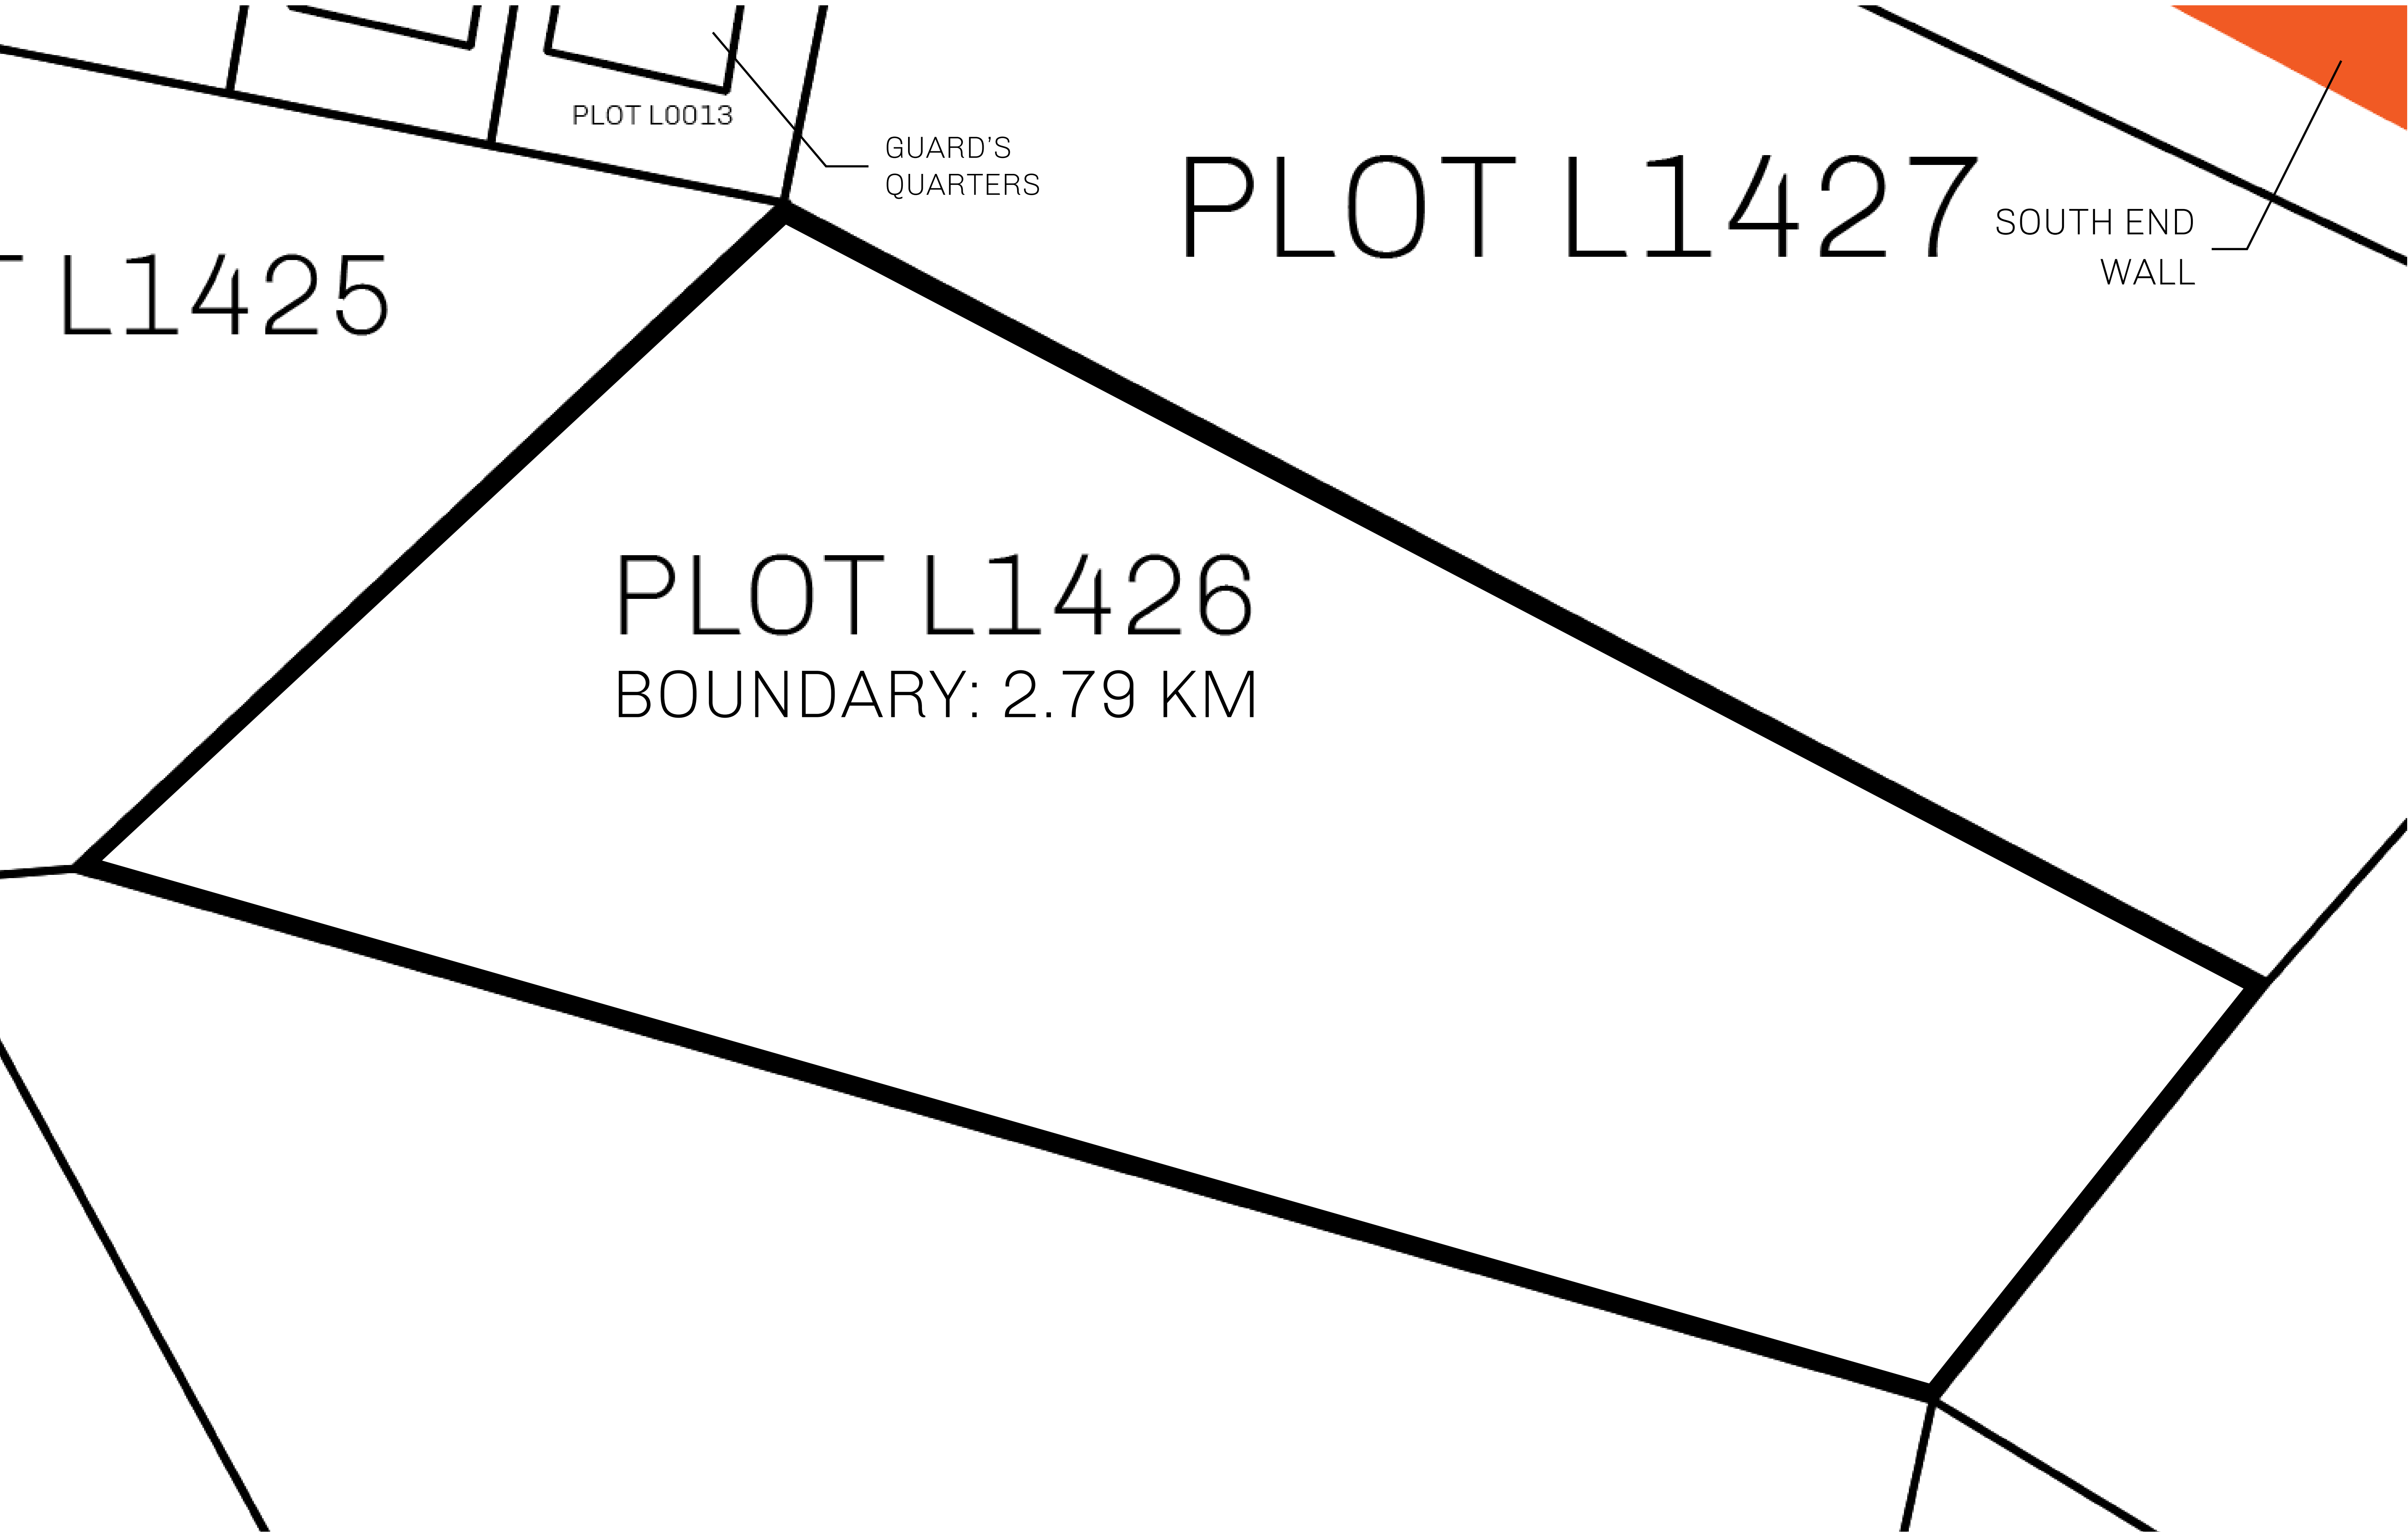 PLOT L0013
GUARD'S
QUARTERS
PLOT L1427
SOUTH END
WALL
L1425
PLOT L1426
BOUNDARY: 2.79 KM